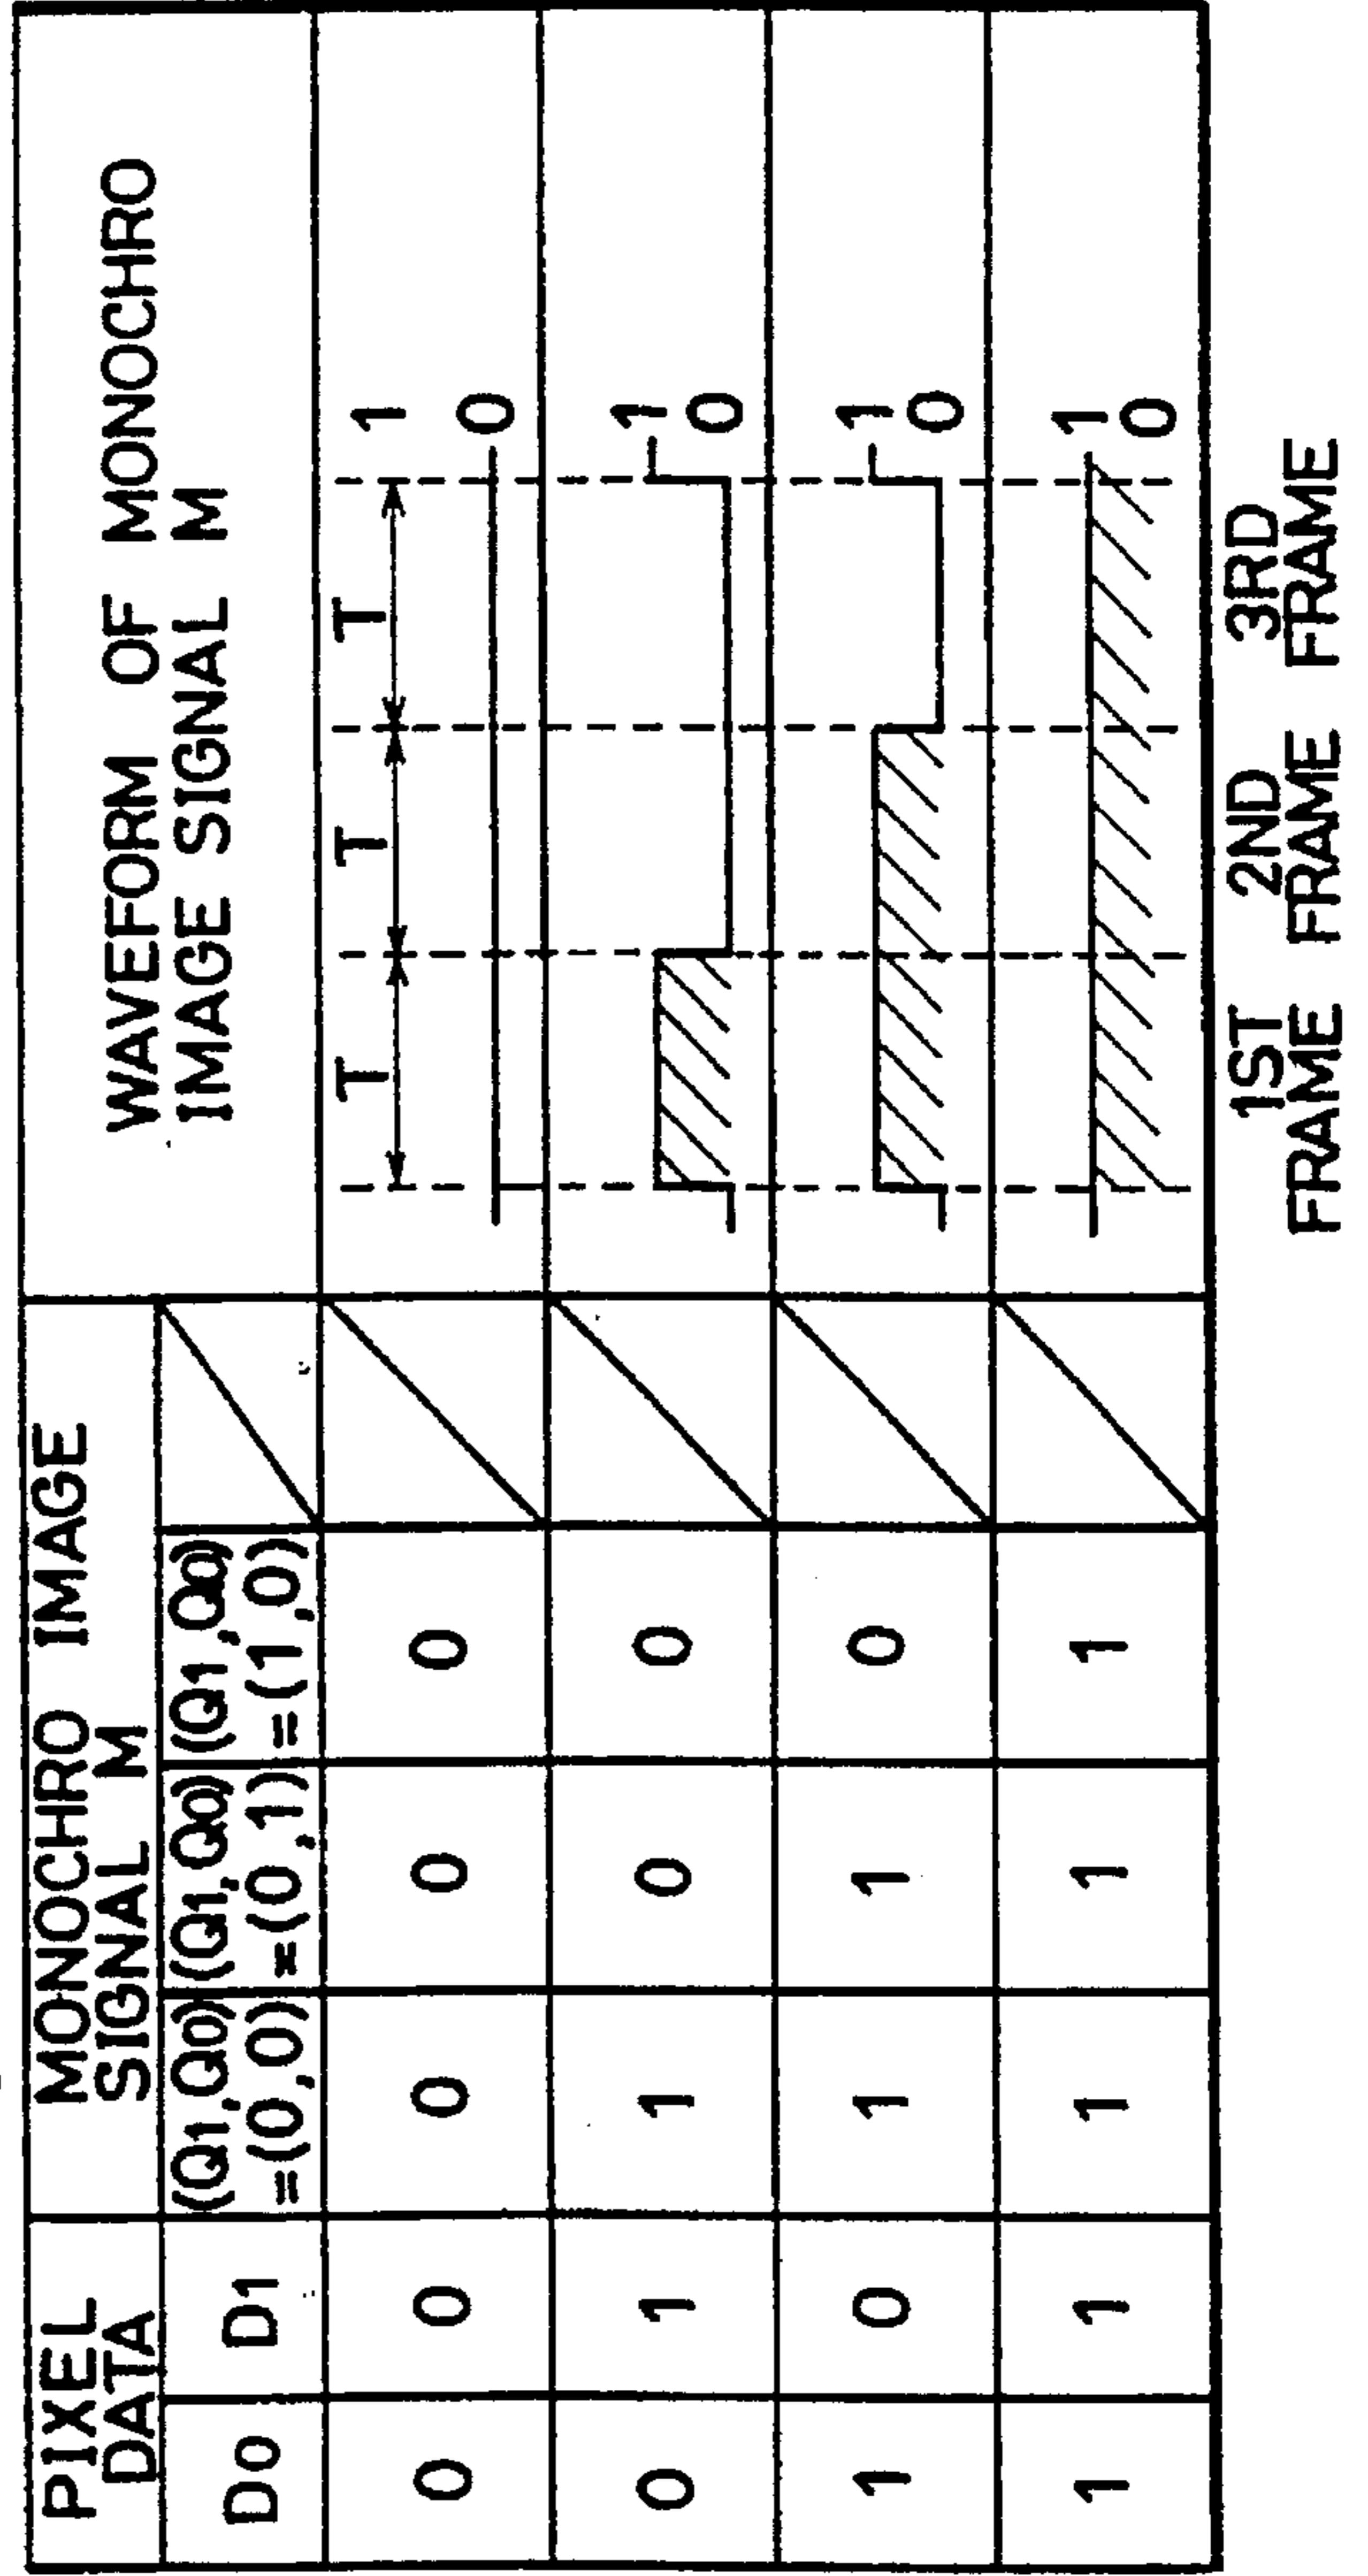 PIXEL
DATA
MONOCHRO IMAGE
SIGNAL M
WAVEFORM OF MONOCHRO
IMAGE SIGNAL M
D0 D1 (Q1,Q0) (Q1,Q0) (Q1,Q0)
=(0,0) =(0,1) =(1,0)
0 0 0 0 0 T T T 1
0
0 1 1 0 0 1
0
1 0 1 1 0 1
0
1 1 1 1 1 1
0
1ST 2ND 3RD
FRAME FRAME FRAME